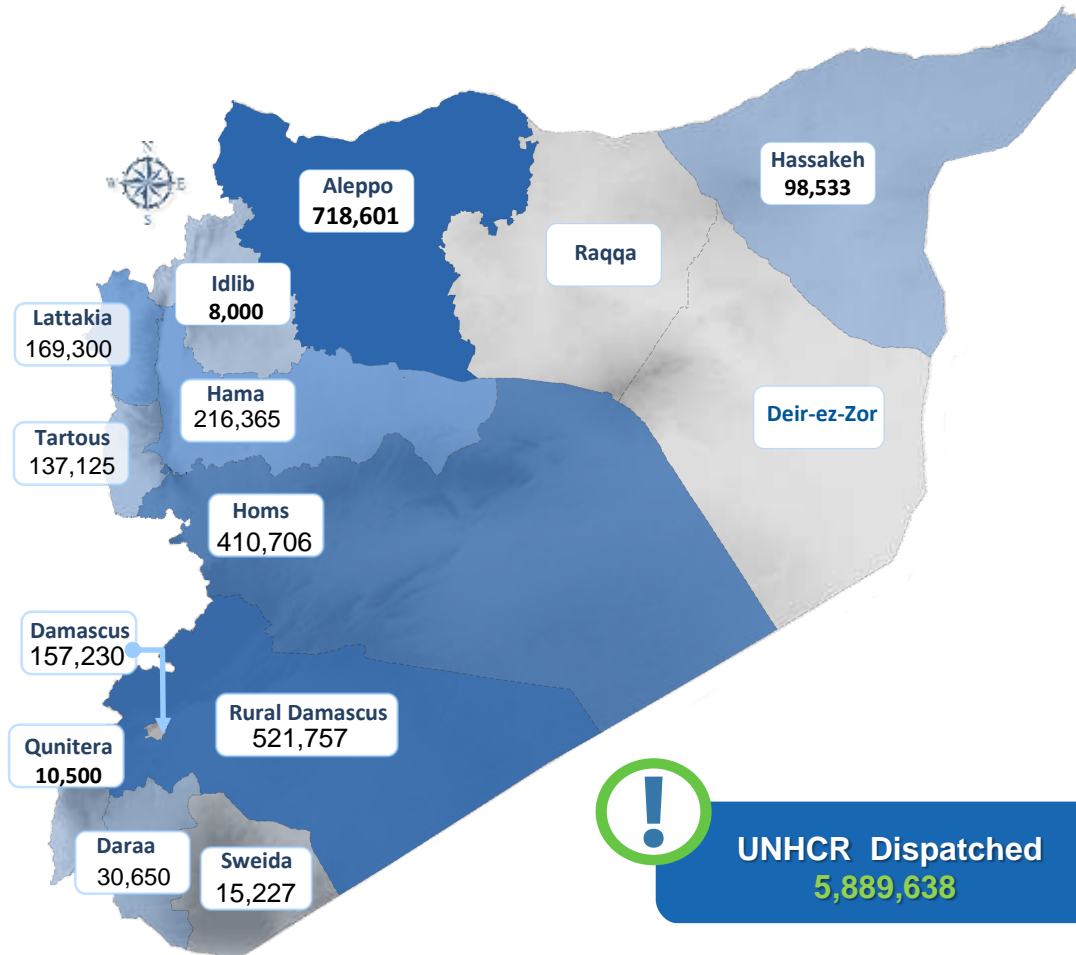 N
W E
S
Aleppo
718,601
Hassakeh
98,533
Raqqa
Idlib
8,000
Lattakia
169,300
Hama
216,365
Deir-ez-Zor
Tartous
137,125
Homs
410,706
Damascus
157,230
Rural Damascus
521,757
Qunitera
10,500
Daraa
30,650
Sweida
15,227
!
UNHCR Dispatched
5,889,638